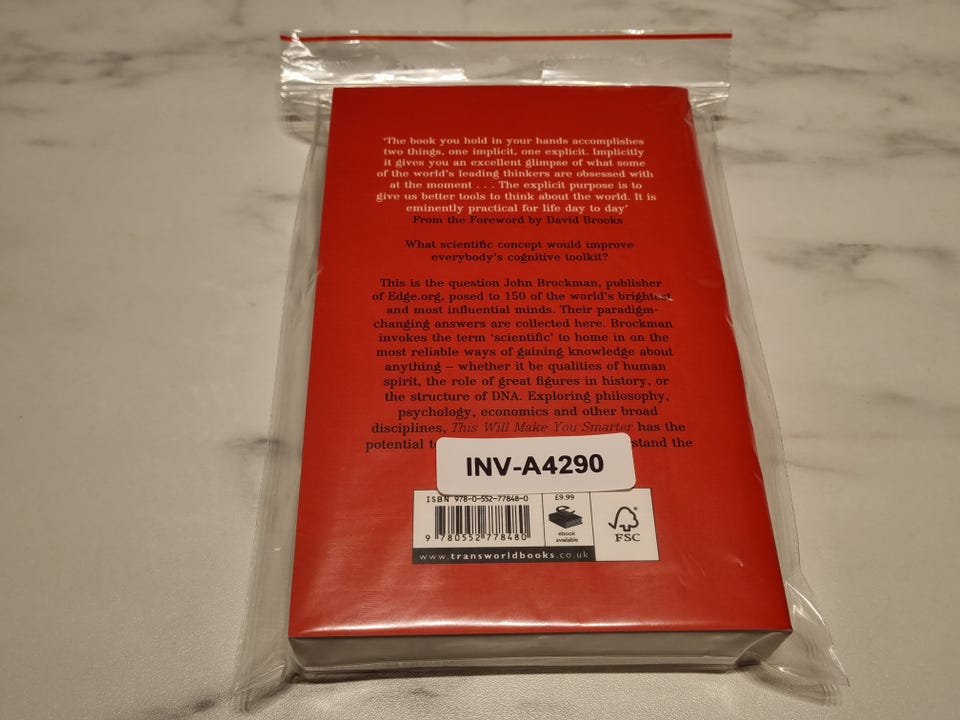 ‘The book you hold in your hands accomplishes
two things, one implicit, one explicit. Implicitly
it gives you an excellent glimpse of what some
of the world’s leading thinkers are obsessed with
at the moment . . . The explicit purpose is to
give us better tools to think about the world. It is
eminently practical for life day to day’
From the Foreword by David Brooks
What scientific concept would improve
everybody’s cognitive toolkit?
This is the question John Brockman, publisher
of Edge.org, posed to 150 of the world’s brightest
and most influential minds. Their paradigm-
changing answers are collected here. Brockman
invokes the term ‘scientific’ to home in on the
most reliable ways of gaining knowledge about
anything – whether it be qualities of human
spirit, the role of great figures in history, or
the structure of DNA. Exploring philosophy,
psychology, economics and other broad
disciplines, This Will Make You Smarter has the
potential stand the
INV-A4290
ISBN 978-0-552-77848-0
£9.99
9 780552 778480
ebook
available
FSC
www.transworldbooks.co.uk